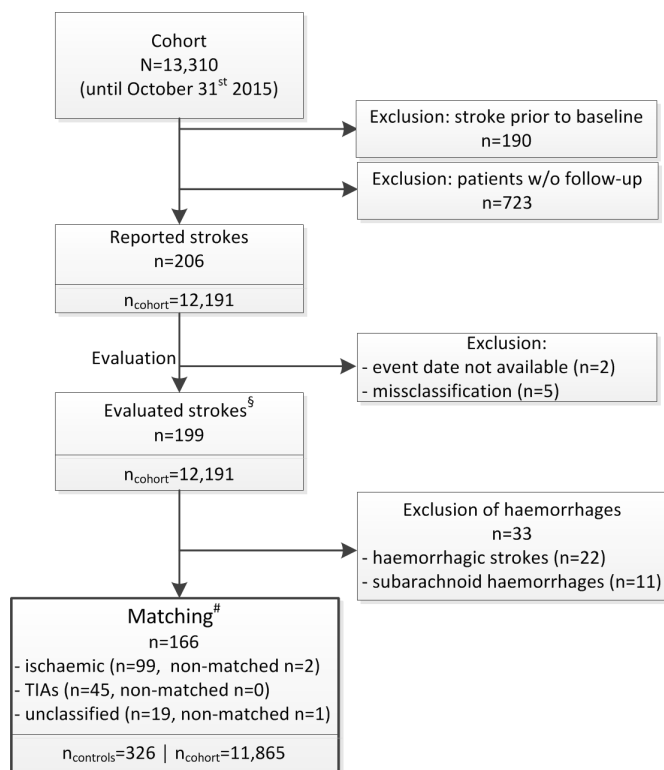 Cohort
N=13,310
(until October 31st 2015)
Exclusion: stroke prior to baseline
n=190
Exclusion: patients w/o follow-up
n=723
Reported strokes
n=206
ncohort=12,191
Evaluation
Exclusion:
- event date not available (n=2)
- missclassification (n=5)
Evaluated strokes§
n=199
ncohort=12,191
Exclusion of haemorrhages
n=33
- haemorrhagic strokes (n=22)
- subarachnoid haemorrhages (n=11)
Matching#
n=166
- ischaemic (n=99, non-matched n=2)
- TIAs (n=45, non-matched n=0)
- unclassified (n=19, non-matched n=1)
ncontrols=326 | ncohort=11,865